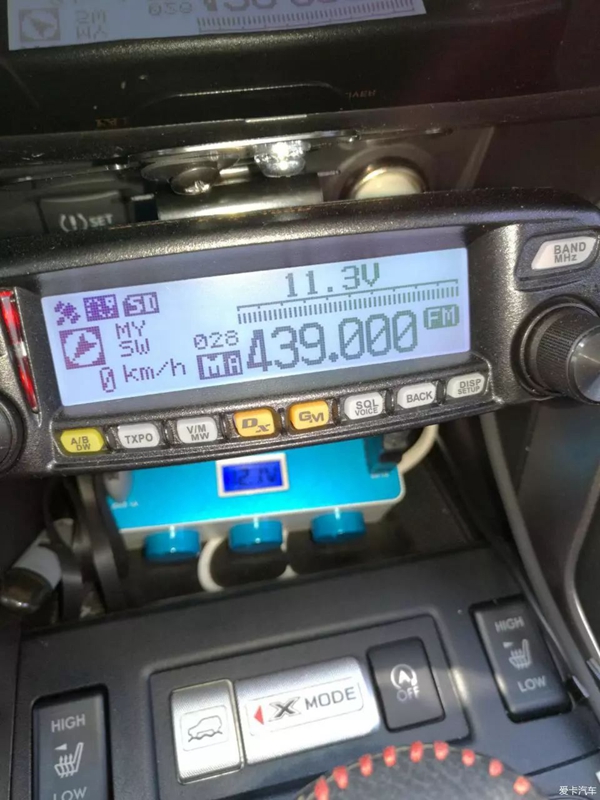 SET
BAND
MHz
11.3V
SD
MY
SW
0 km/h
028
439.000
FM
A/B
DW
TXPO
V/M
MW
DX
GM
SQL
VOICE
BACK
DISP
SETUP
12.1V
HIGH
LOW
X MODE
A
OFF
HIGH
LOW
爱卡汽车